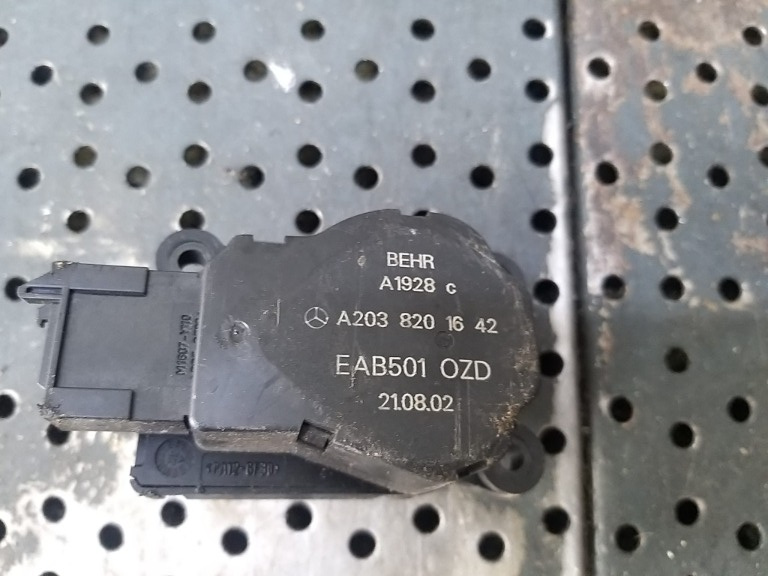 BEHR
A1928 c
A203 820 16 42
EAB501 OZD
21.08.02